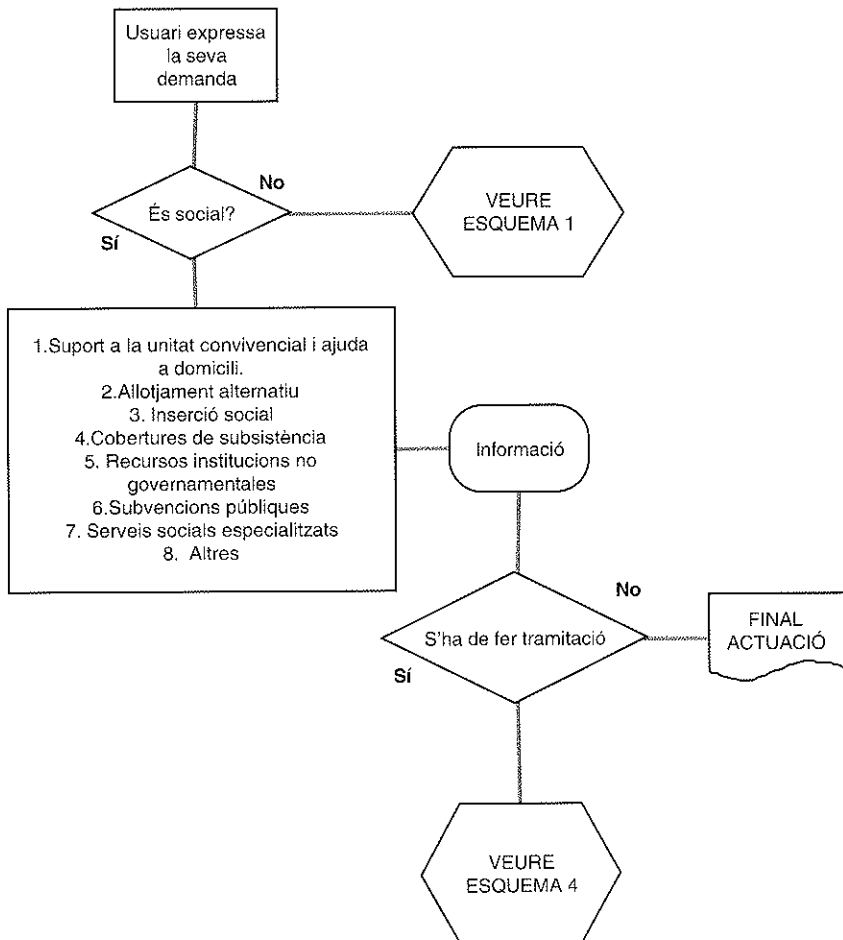 Usuari expressa
la seva
demanda
És social?
No
Sí
VEURE
ESQUEMA 1
1.Suport a la unitat convivencial i ajuda
a domicili.
2.Allotjament alternatiu
3. Inserció social
4.Cobertures de subsistència
5. Recursos institucions no
governamentales
6.Subvencions públiques
7. Serveis socials especialitzats
8. Altres
Informació
S'ha de fer tramitació
No
Sí
FINAL
ACTUACIÓ
VEURE
ESQUEMA 4